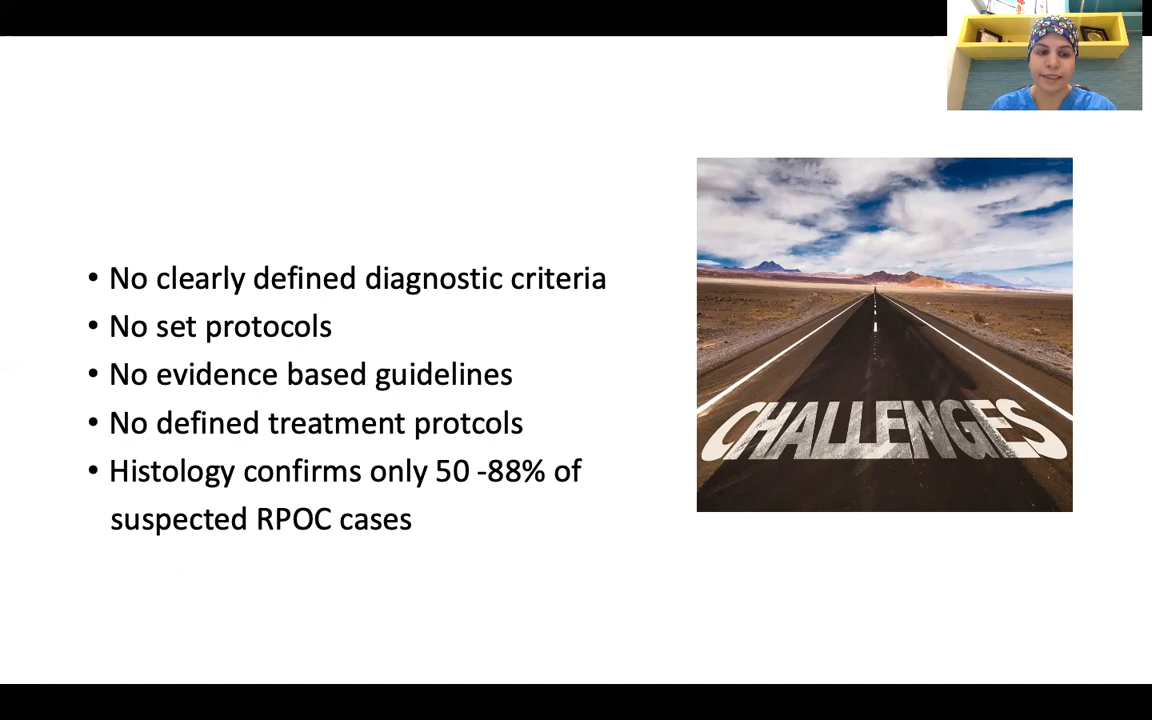 • No clearly defined diagnostic criteria
• No set protocols
• No evidence based guidelines
• No defined treatment protcols
• Histology confirms only 50 -88% of
suspected RPOC cases
CHALLENGES